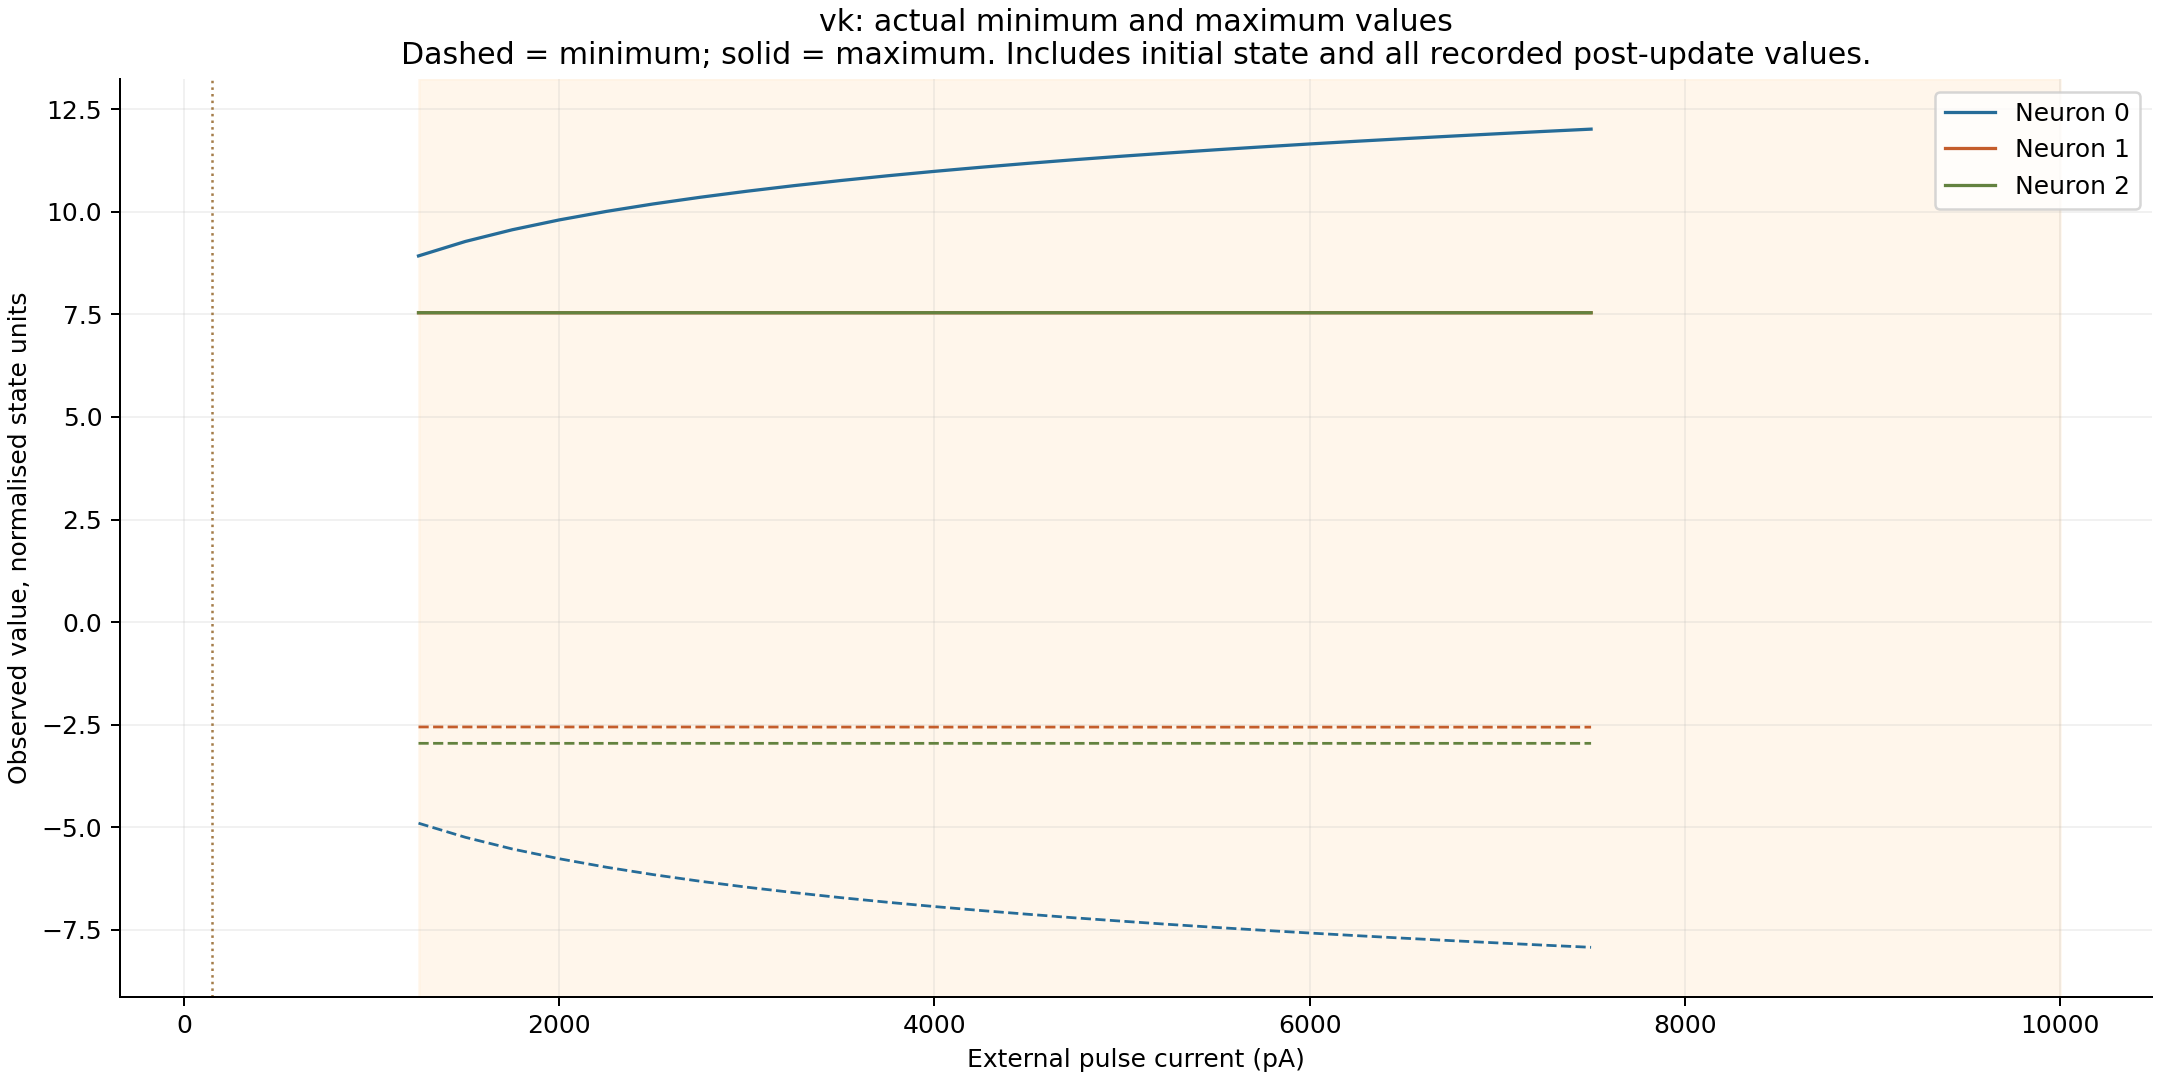 vk: actual minimum and maximum values
Dashed = minimum; solid = maximum. Includes initial state and all recorded post-update values.
Neuron 0
Neuron 1
Neuron 2
Observed value, normalised state units
12.5
10.0
7.5
5.0
2.5
0.0
−2.5
−5.0
−7.5
0
2000
4000
6000
8000
10000
External pulse current (pA)